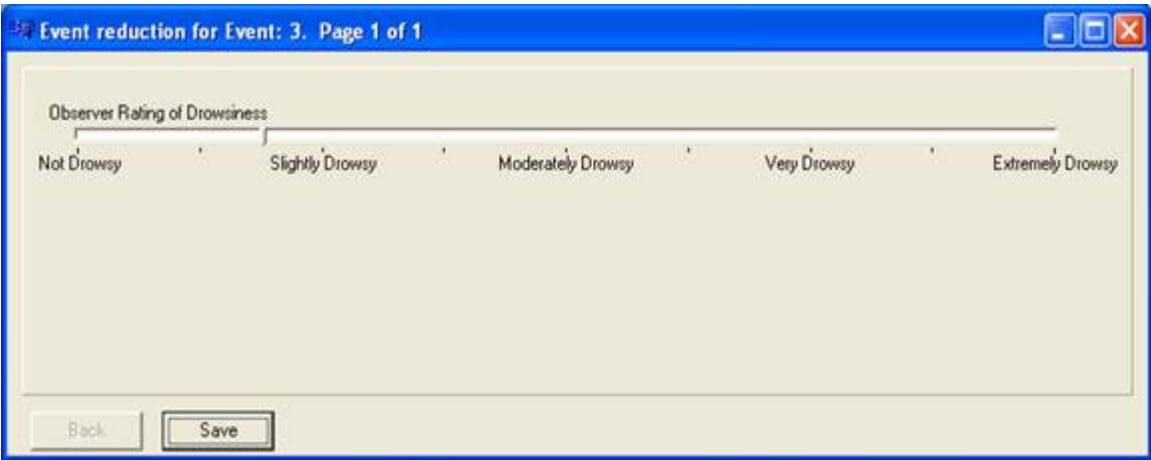 Event reduction for Event: 3. Page 1 of 1
Observer Rating of Drowsiness
Not Drowsy Slightly Drowsy Moderately Drowsy Very Drowsy Extremely Drowsy
Back Save